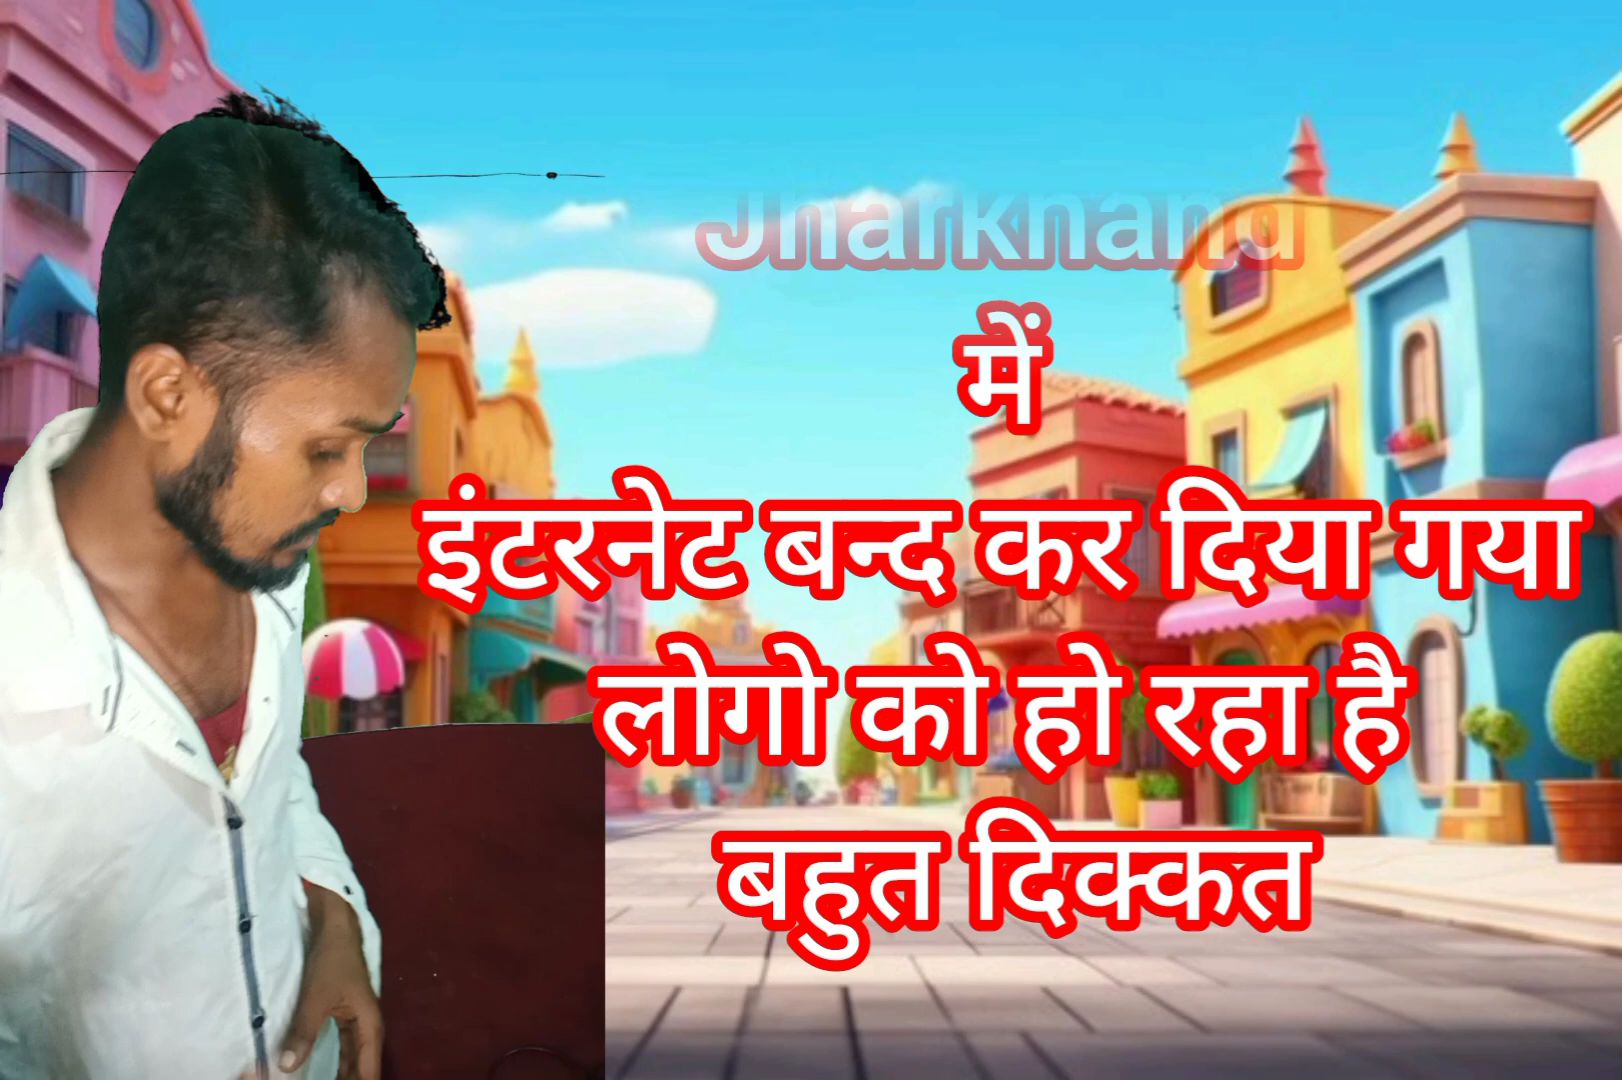 Jharkhand
में
इंटरनेट बन्द कर दिया गया
लोगो को हो रहा है
बहुत दिक्कत